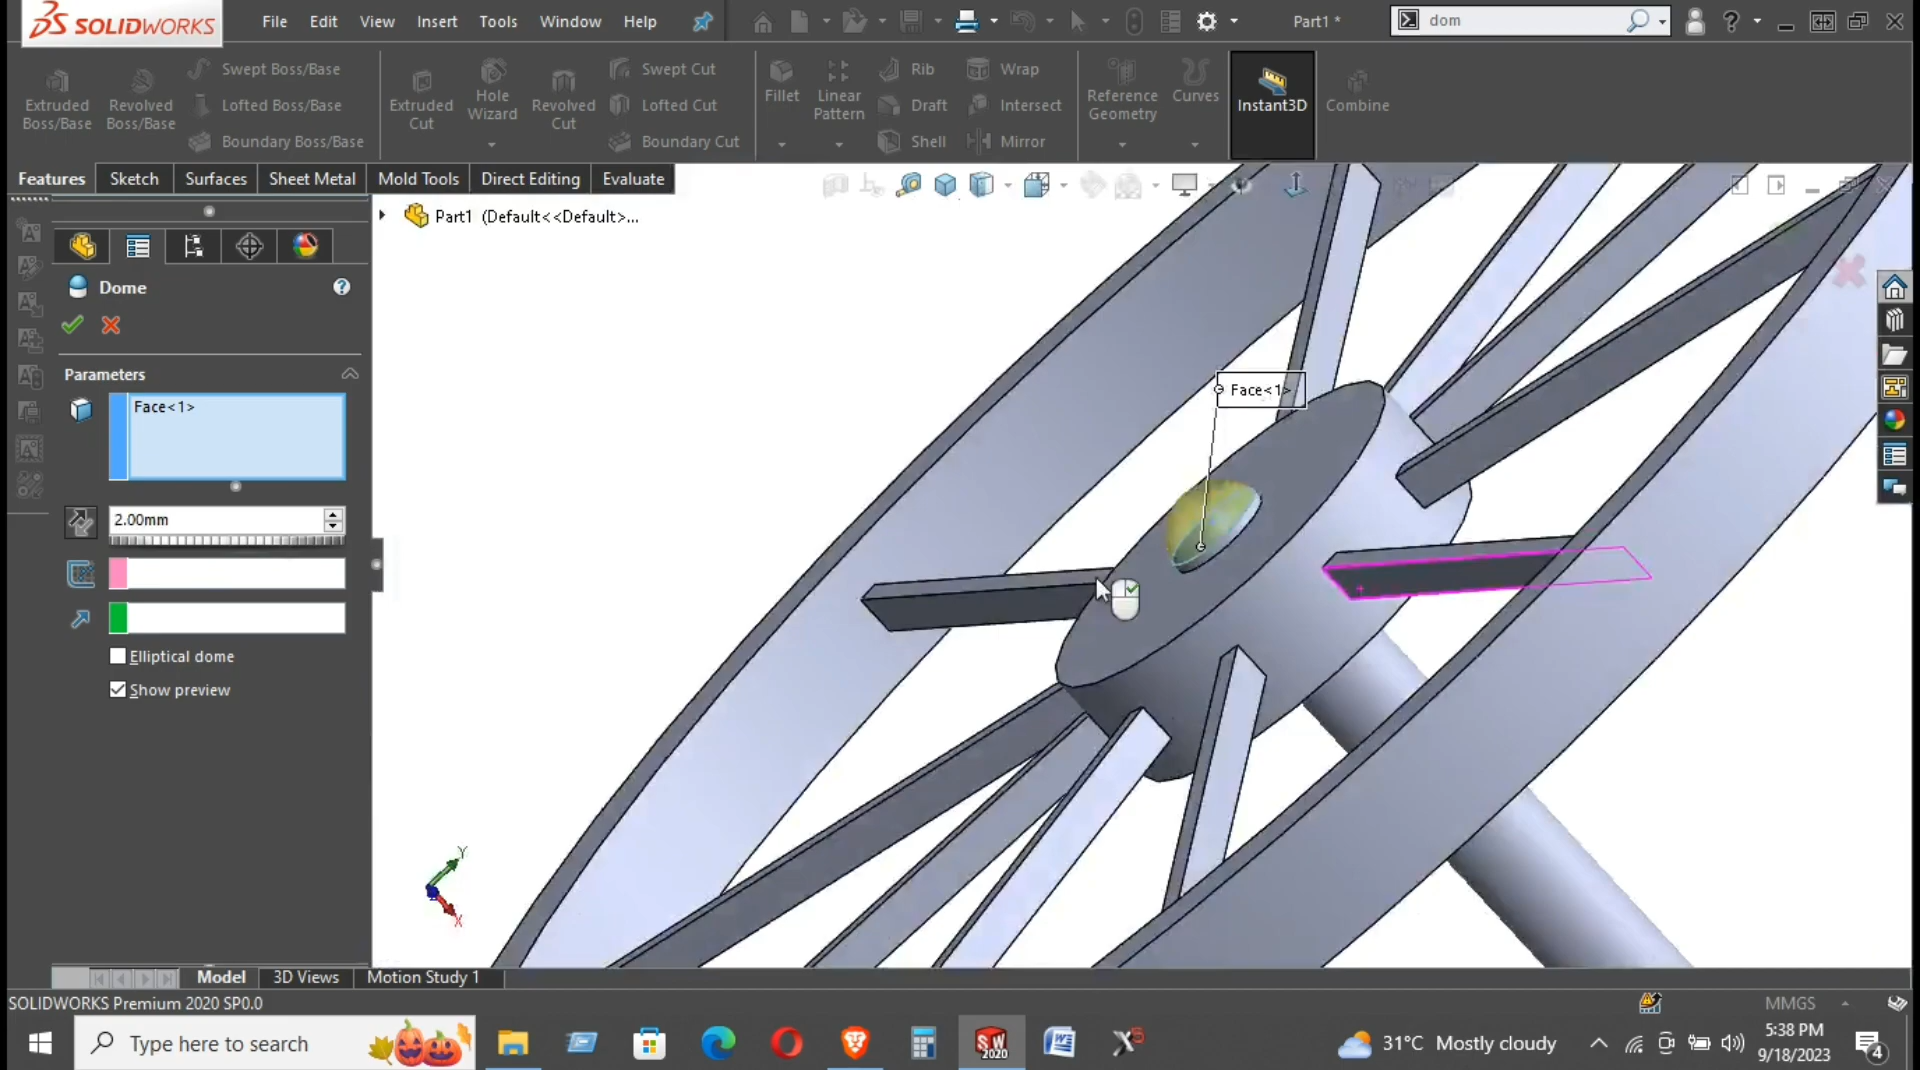 SOLIDWORKS
File Edit View Insert Tools Window Help
Part1 *
dom
Extruded Boss/Base
Revolved Boss/Base
Swept Boss/Base
Lofted Boss/Base
Boundary Boss/Base
Extruded Cut
Hole Wizard
Revolved Cut
Swept Cut
Lofted Cut
Boundary Cut
Fillet
Linear Pattern
Rib
Draft
Shell
Wrap
Intersect
Mirror
Reference Geometry
Curves
Instant3D
Combine
Features Sketch Surfaces Sheet Metal Mold Tools Direct Editing Evaluate
Part1 (Default<<Default>...
Dome
Parameters
Face<1>
2.00mm
Elliptical dome
Show preview
Face<1>
Y
X
Model 3D Views Motion Study 1
SOLIDWORKS Premium 2020 SP0.0
MMGS
Type here to search
SW
2020
31°C Mostly cloudy
5:38 PM
9/18/2023
4